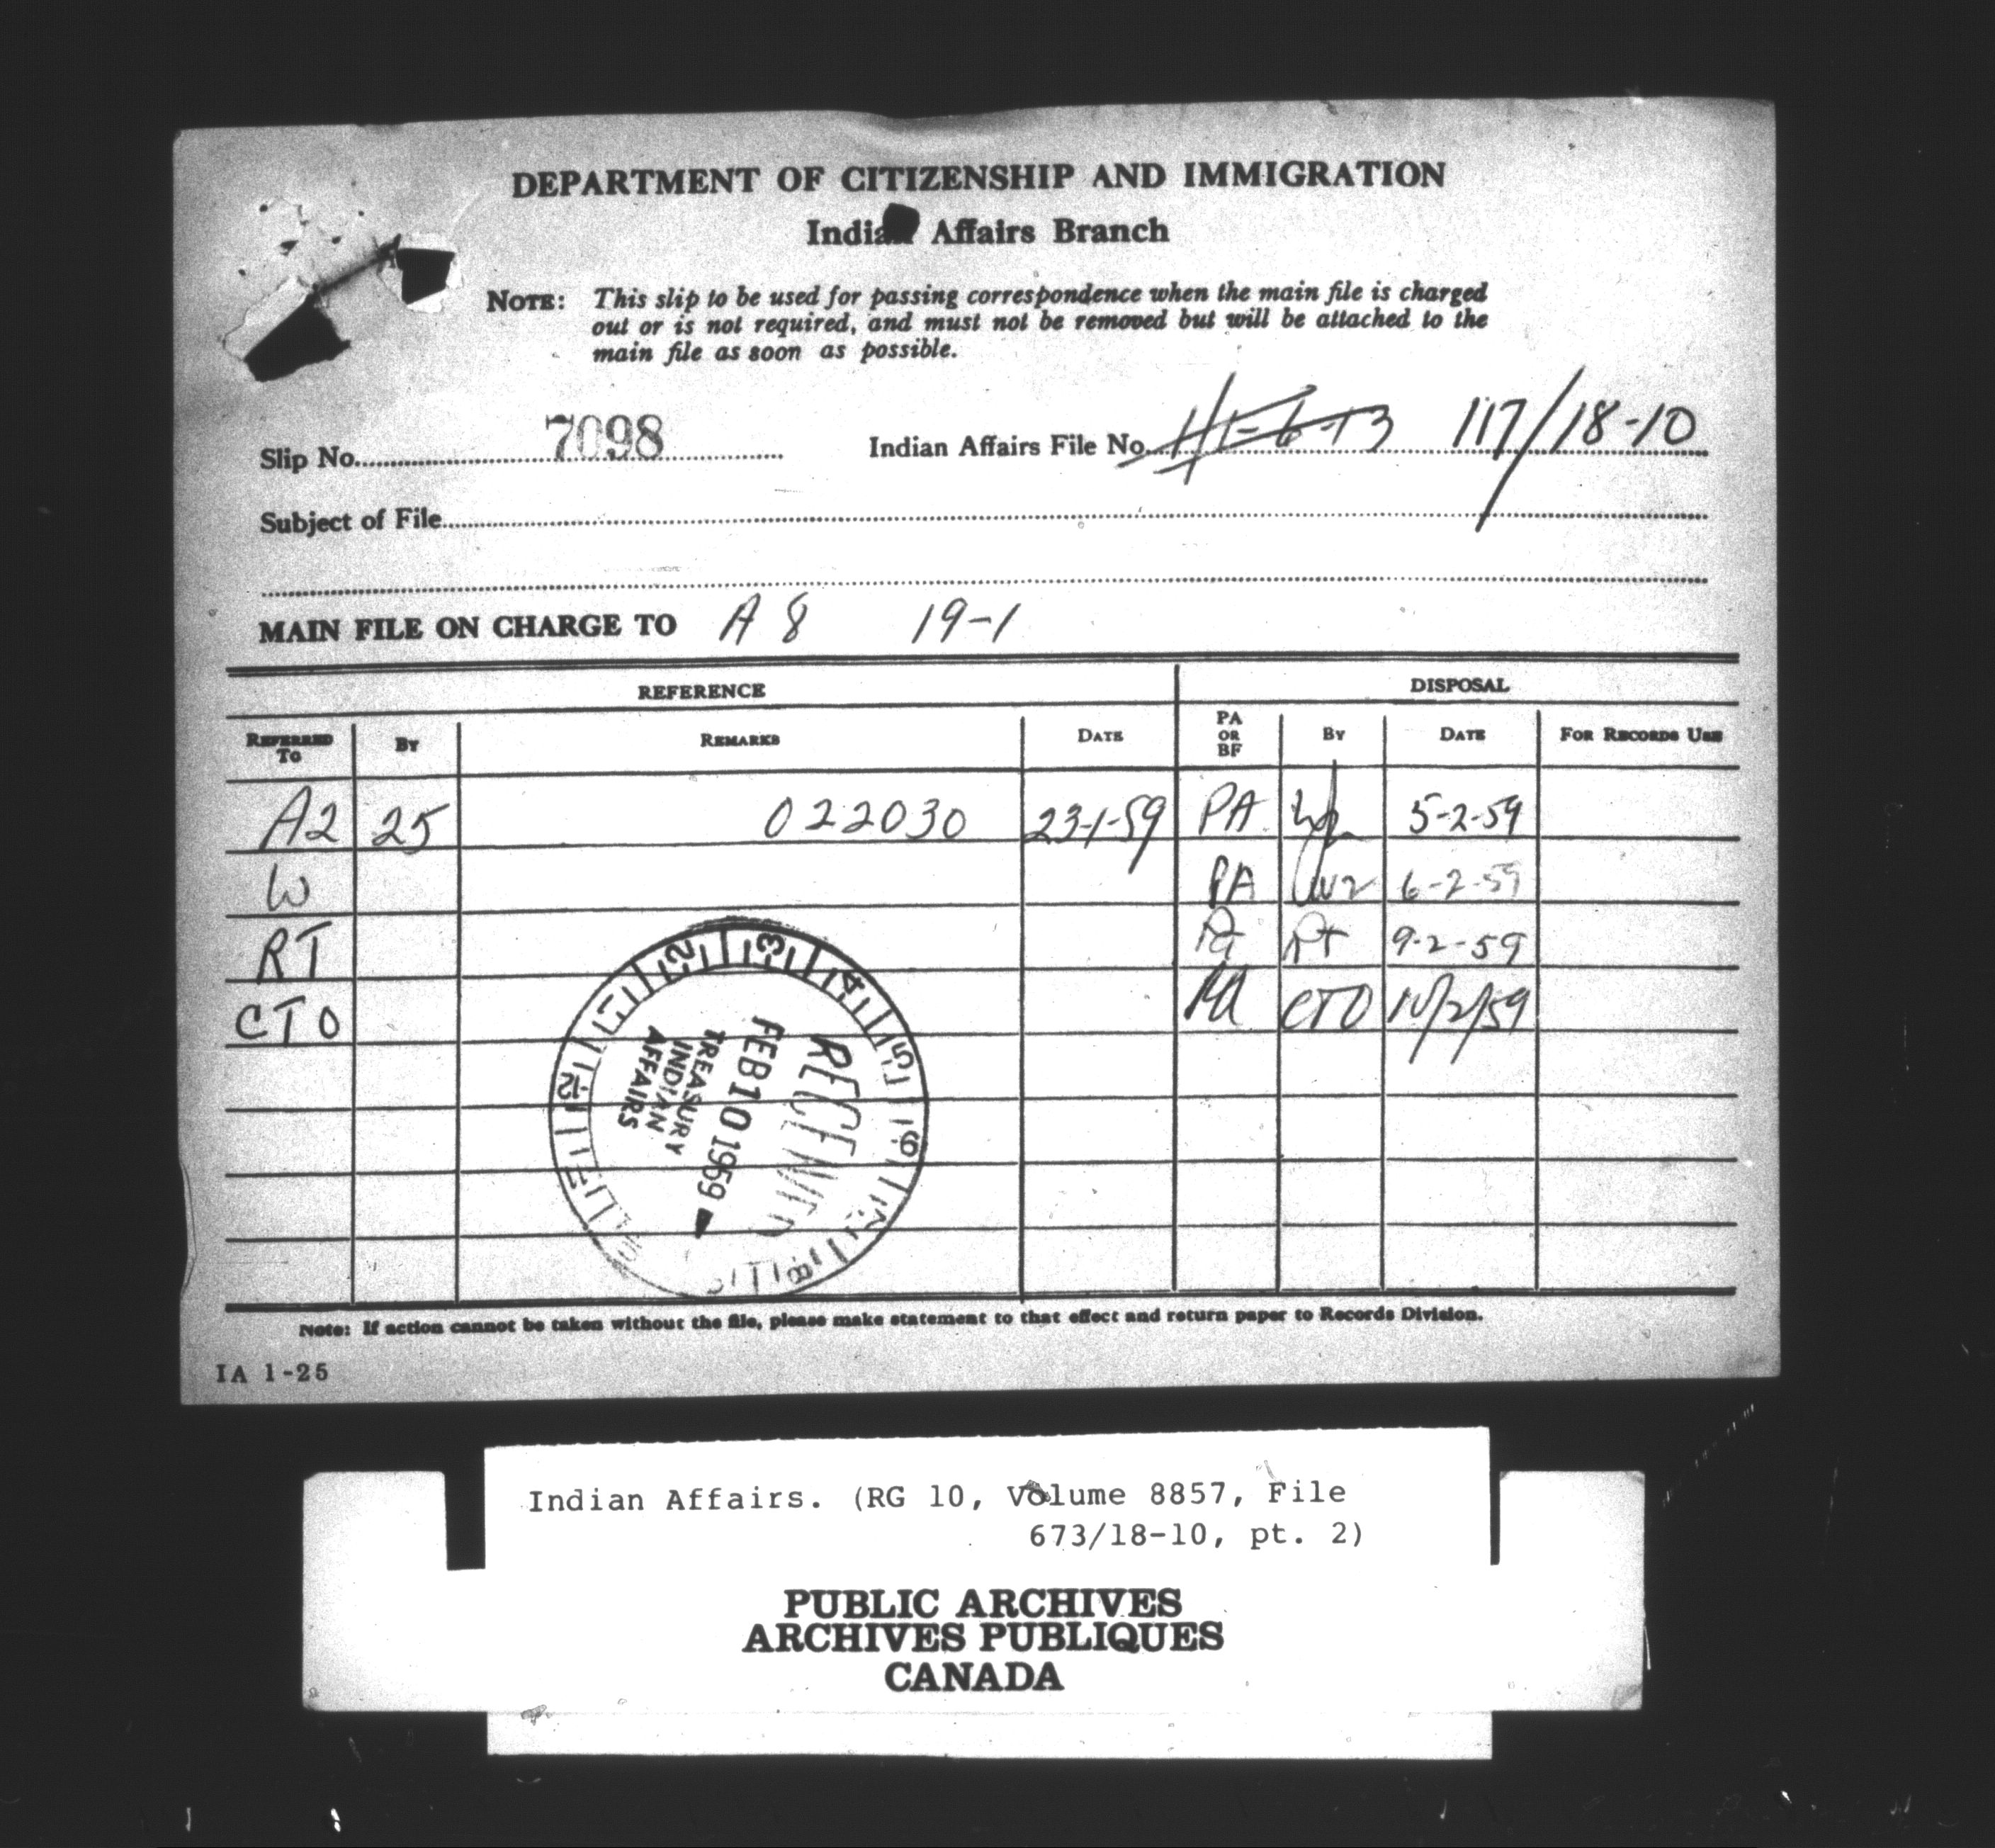 DEPARTMENT OF CITIZENSHIP AND IMMIGRATION
Indian Affairs Branch
NOTE: This slip to be used for passing correspondence when the main file is charged
out or is not required, and must not be removed but will be attached to the
main file as soon as possible.
Slip No. 7098 Indian Affairs File No. 117/18-10
Subject of File
MAIN FILE ON CHARGE TO A 8 19-1
REFERENCE DISPOSAL
REFERRED TO BY REMARKS DATE PA OR BF BY DATE FOR RECORDS USE
A2 25 022030 23-1-59 PA 5-2-59
W PA W2 6-2-59
RT PA RT 9-2-59
CTO PA CTO 10/2/59
RECEIVED
FEB 10 1959
TREASURY
INDIAN
AFFAIRS
Note: If action cannot be taken without the file, please make statement to that effect and return paper to Records Division.
IA 1-25
Indian Affairs. (RG 10, Volume 8857, File
673/18-10, pt. 2)
PUBLIC ARCHIVES
ARCHIVES PUBLIQUES
CANADA